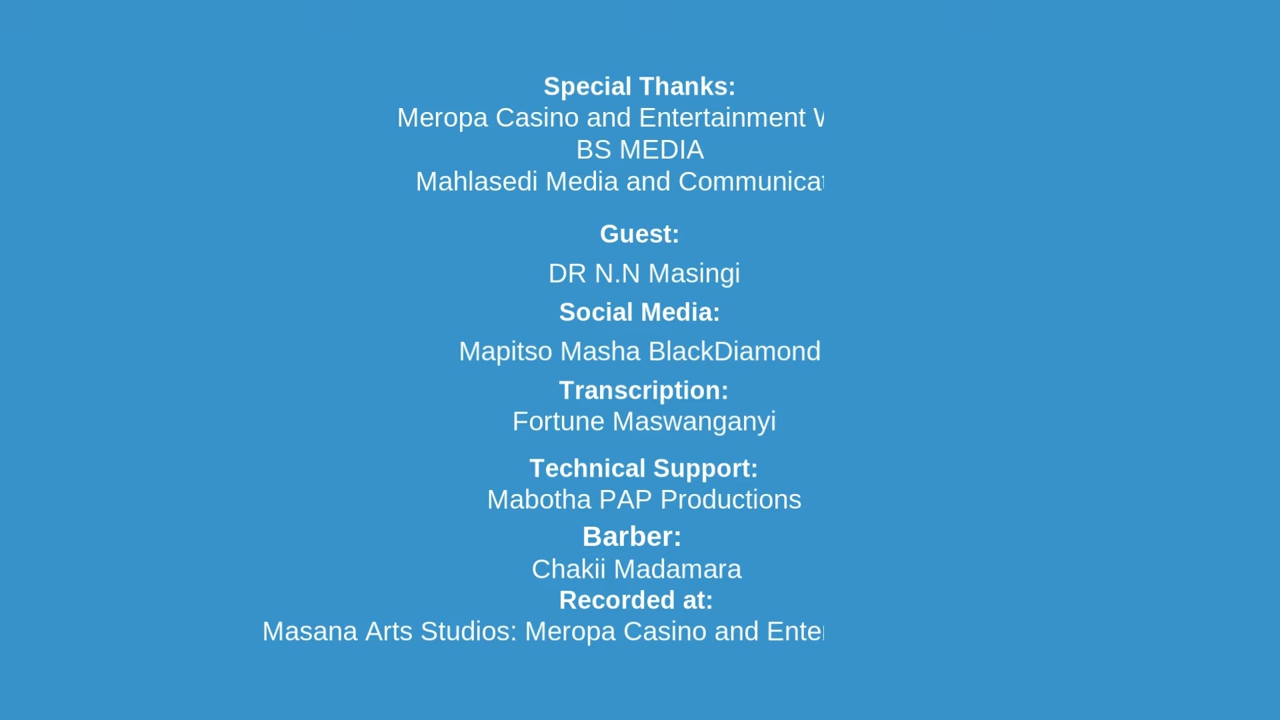 Special Thanks:
Meropa Casino and Entertainment
BS MEDIA
Mahlasedi Media and
Guest:
DR N.N Masingi
Social Media:
Mapitso Masha BlackDiamond
Transcription:
Fortune Maswanganyi
Technical Support:
Mabotha PAP Productions
Barber:
Chakii Madamara
Recorded at:
Masana Arts Studios: Meropa Casino and